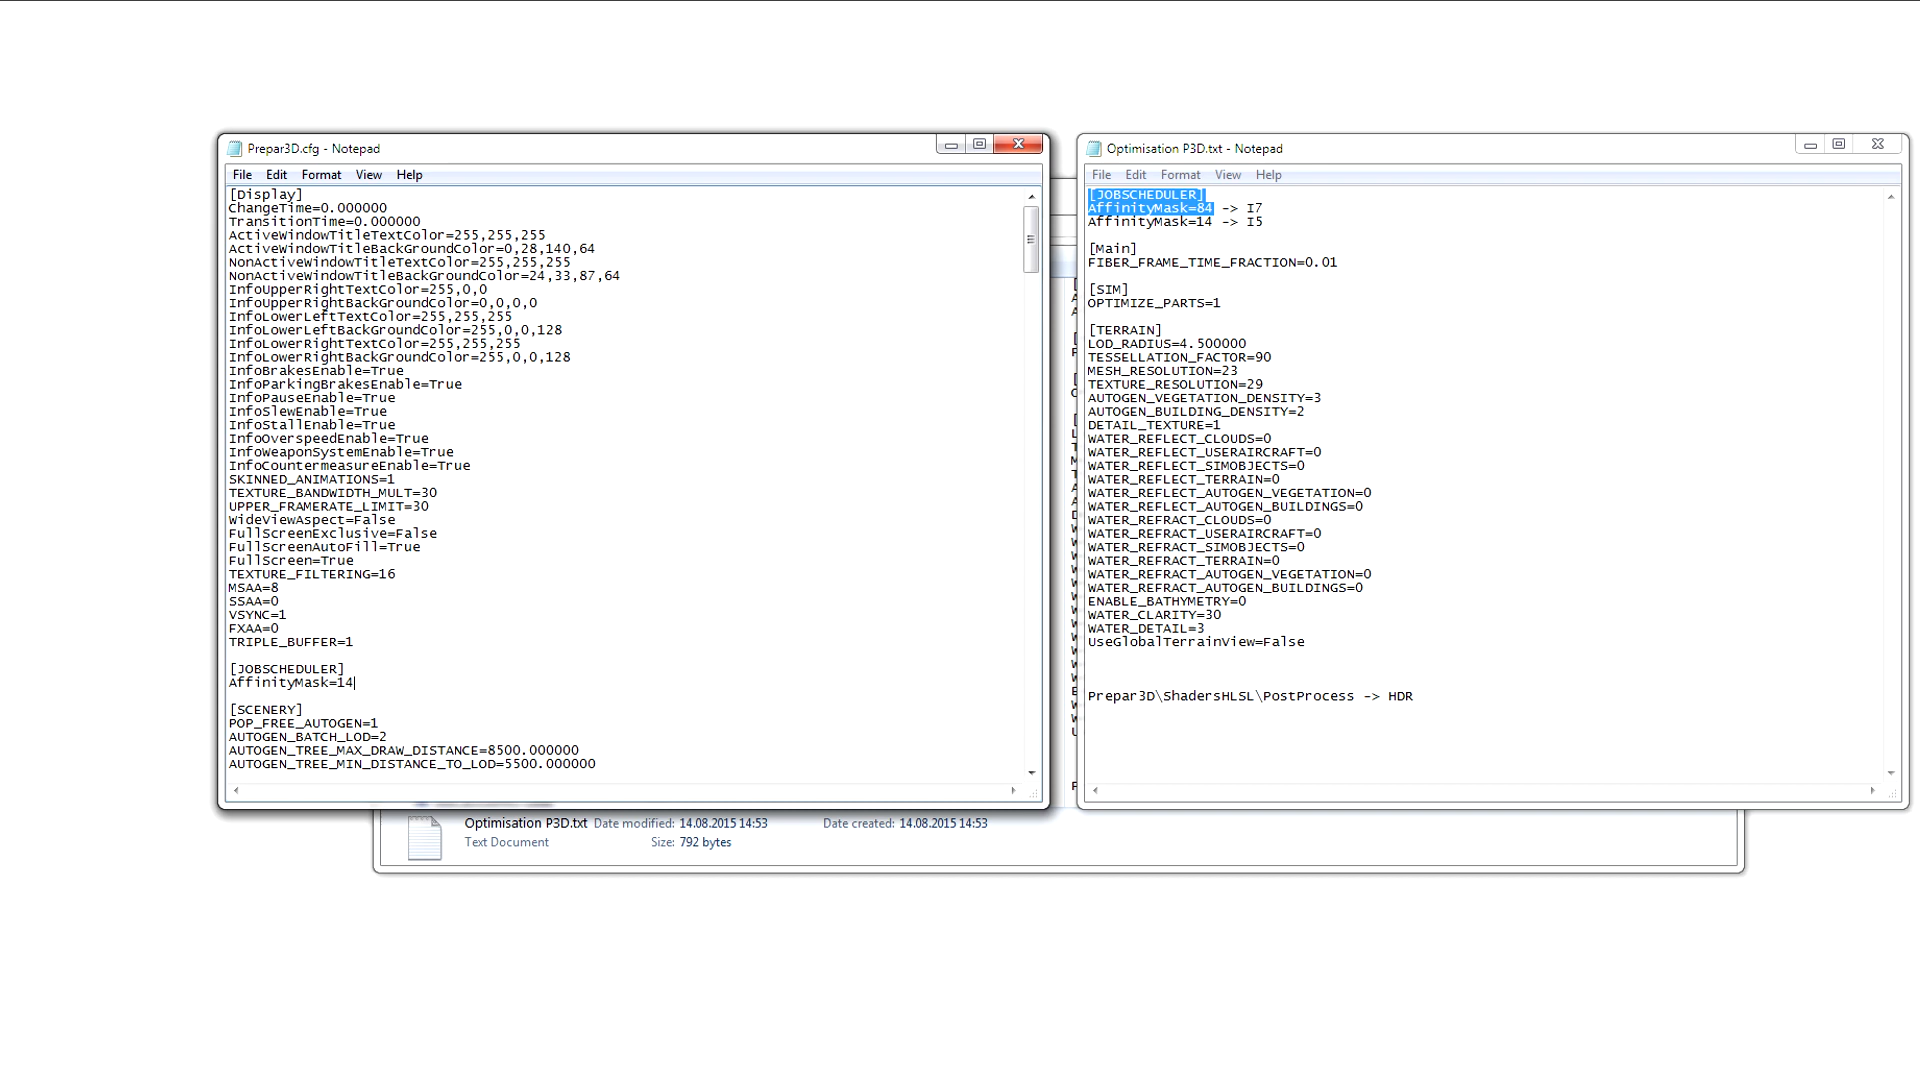 Prepar3D.cfg - Notepad
File Edit Format View Help
[Display]
ChangeTime=0.000000
TransitionTime=0.000000
ActiveWindowTitleTextColor=255,255,255
ActiveWindowTitleBackGroundColor=0,28,140,64
NonActiveWindowTitleTextColor=255,255,255
NonActiveWindowTitleBackGroundColor=24,33,87,64
InfoUpperRightTextColor=255,0,0
InfoUpperRightBackGroundColor=0,0,0,0
InfoLowerLeftTextColor=255,255,255
InfoLowerLeftBackGroundColor=255,0,0,128
InfoLowerRightTextColor=255,255,255
InfoLowerRightBackGroundColor=255,0,0,128
InfoBrakesEnable=True
InfoParkingBrakesEnable=True
InfoPauseEnable=True
InfoSlewEnable=True
InfoStallEnable=True
InfoOverspeedEnable=True
InfoWeaponSystemEnable=True
InfoCountermeasureEnable=True
SKINNED_ANIMATIONS=1
TEXTURE_BANDWIDTH_MULT=30
UPPER_FRAMERATE_LIMIT=30
WideViewAspect=False
FullScreenExclusive=False
FullScreenAutoFill=True
FullScreen=True
TEXTURE_FILTERING=16
MSAA=8
SSAA=0
VSYNC=1
FXAA=0
TRIPLE_BUFFER=1
[JOBSCHEDULER]
AffinityMask=14
[SCENERY]
POP_FREE_AUTOGEN=1
AUTOGEN_BATCH_LOD=2
AUTOGEN_TREE_MAX_DRAW_DISTANCE=8500.000000
AUTOGEN_TREE_MIN_DISTANCE_TO_LOD=5500.000000
Optimisation P3D.txt - Notepad
File Edit Format View Help
[JOBSCHEDULER]
AffinityMask=84 -> I7
AffinityMask=14 -> I5
[Main]
FIBER_FRAME_TIME_FRACTION=0.01
[SIM]
OPTIMIZE_PARTS=1
[TERRAIN]
LOD_RADIUS=4.500000
TESSELLATION_FACTOR=90
MESH_RESOLUTION=23
TEXTURE_RESOLUTION=29
AUTOGEN_VEGETATION_DENSITY=3
AUTOGEN_BUILDING_DENSITY=2
DETAIL_TEXTURE=1
WATER_REFLECT_CLOUDS=0
WATER_REFLECT_USERAIRCRAFT=0
WATER_REFLECT_SIMOBJECTS=0
WATER_REFLECT_TERRAIN=0
WATER_REFLECT_AUTOGEN_VEGETATION=0
WATER_REFLECT_AUTOGEN_BUILDINGS=0
WATER_REFRACT_CLOUDS=0
WATER_REFRACT_USERAIRCRAFT=0
WATER_REFRACT_SIMOBJECTS=0
WATER_REFRACT_TERRAIN=0
WATER_REFRACT_AUTOGEN_VEGETATION=0
WATER_REFRACT_AUTOGEN_BUILDINGS=0
ENABLE_BATHYMETRY=0
WATER_CLARITY=30
WATER_DETAIL=3
UseGlobalTerrainView=False
Prepar3D\ShadersHLSL\PostProcess -> HDR
Optimisation P3D.txt Date modified: 14.08.2015 14:53 Date created: 14.08.2015 14:53
Text Document Size: 792 bytes